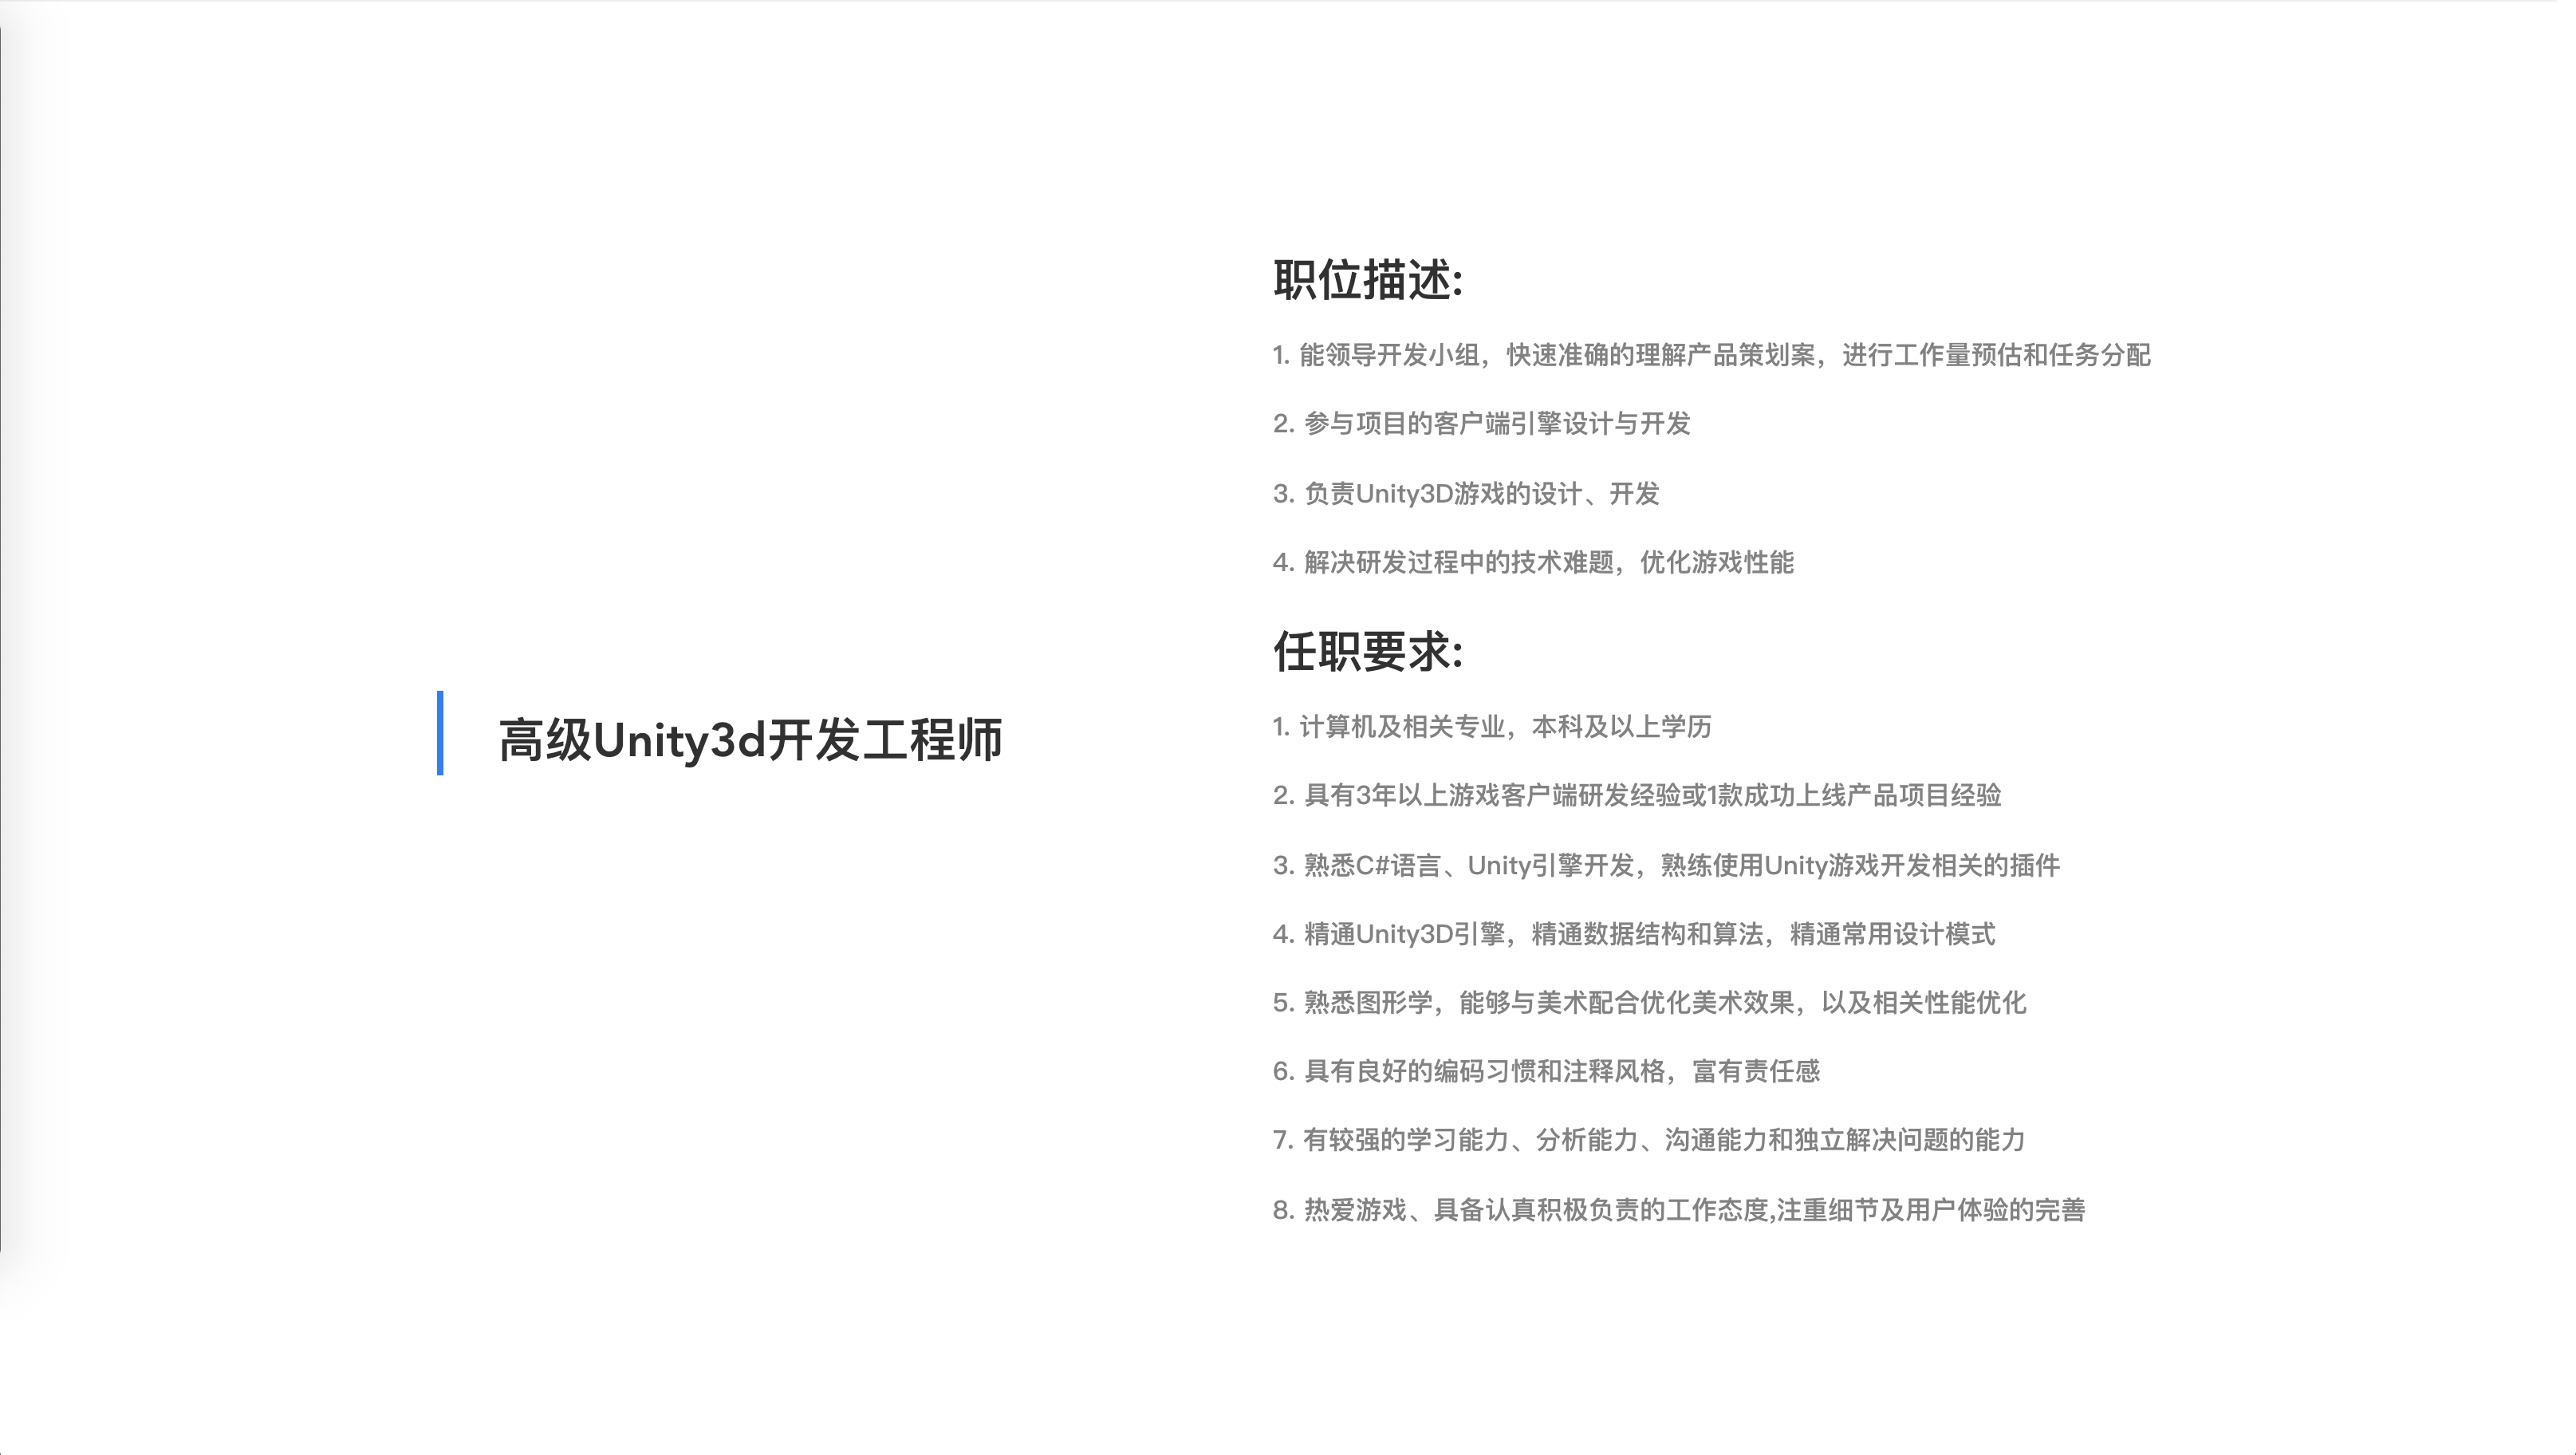 高级Unity3d开发工程师
职位描述:
1. 能领导开发小组，快速准确的理解产品策划案，进行工作量预估和任务分配
2. 参与项目的客户端引擎设计与开发
3. 负责Unity3D游戏的设计、开发
4. 解决研发过程中的技术难题，优化游戏性能
任职要求:
1. 计算机及相关专业，本科及以上学历
2. 具有3年以上游戏客户端研发经验或1款成功上线产品项目经验
3. 熟悉C#语言、Unity引擎开发，熟练使用Unity游戏开发相关的插件
4. 精通Unity3D引擎，精通数据结构和算法，精通常用设计模式
5. 熟悉图形学，能够与美术配合优化美术效果，以及相关性能优化
6. 具有良好的编码习惯和注释风格，富有责任感
7. 有较强的学习能力、分析能力、沟通能力和独立解决问题的能力
8. 热爱游戏、具备认真积极负责的工作态度,注重细节及用户体验的完善